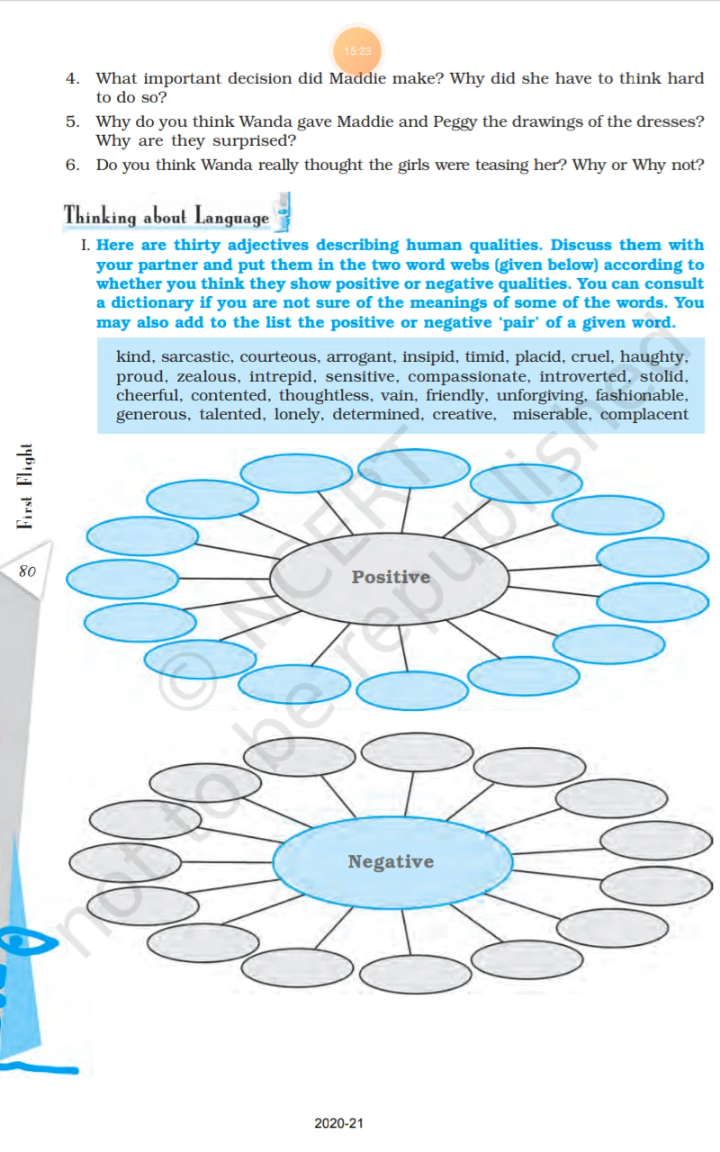 15:23
4. What important decision did Maddie make? Why did she have to think hard
to do so?
5. Why do you think Wanda gave Maddie and Peggy the drawings of the dresses?
Why are they surprised?
6. Do you think Wanda really thought the girls were teasing her? Why or Why not?
Thinking about Language
I. Here are thirty adjectives describing human qualities. Discuss them with
your partner and put them in the two word webs (given below) according to
whether you think they show positive or negative qualities. You can consult
a dictionary if you are not sure of the meanings of some of the words. You
may also add to the list the positive or negative ‘pair’ of a given word.
kind, sarcastic, courteous, arrogant, insipid, timid, placid, cruel, haughty,
proud, zealous, intrepid, sensitive, compassionate, introverted, stolid,
cheerful, contented, thoughtless, vain, friendly, unforgiving, fashionable,
generous, talented, lonely, determined, creative, miserable, complacent
First Flight
80
Positive
Negative
© NCERT
not to be republished
2020-21